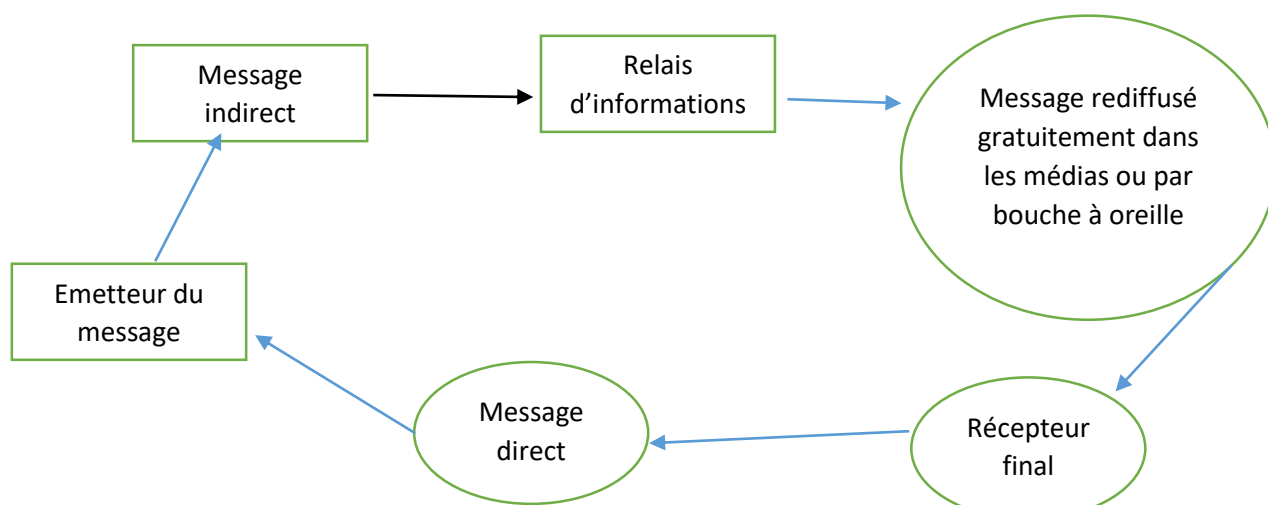 Message
indirect
Relais
d’informations
Message rediffusé
gratuitement dans
les médias ou par
bouche à oreille
Emetteur du
message
Message
direct
Récepteur
final